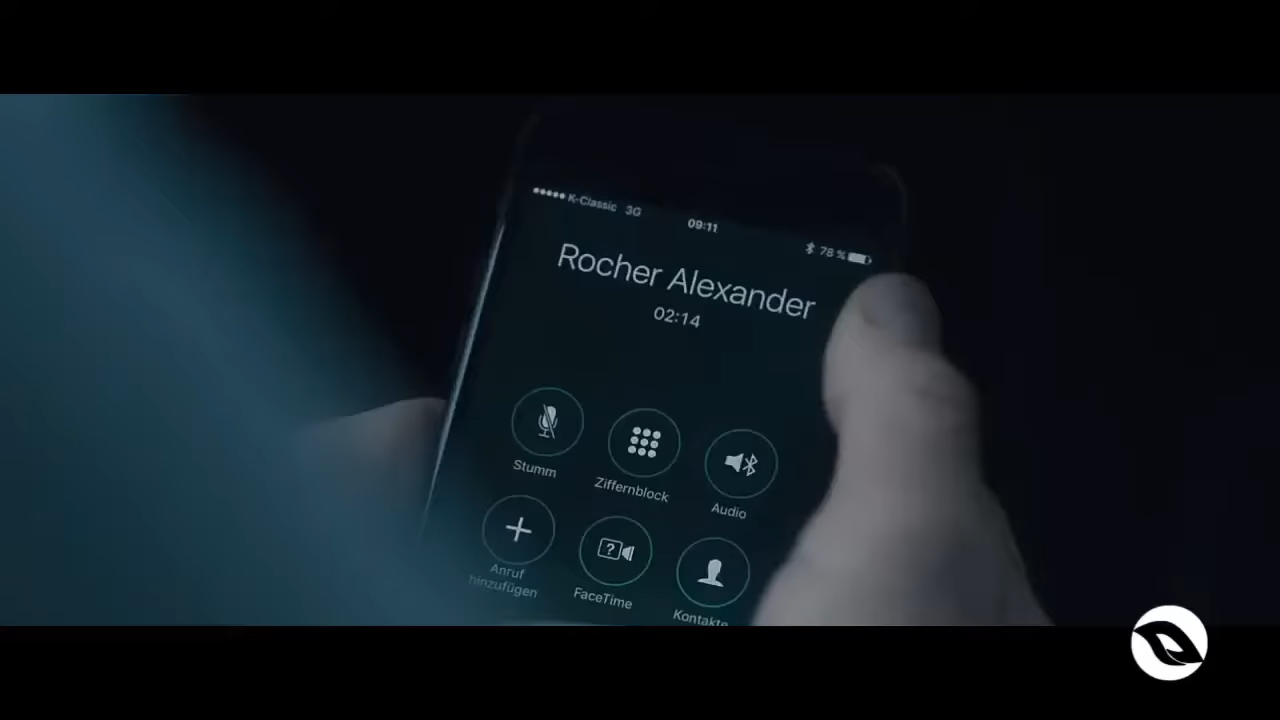 ●●●●● K-Classic 3G 09:11 78 %
Rocher Alexander
02:14
Stumm Ziffernblock Audio
Anruf hinzufügen FaceTime Kontakte